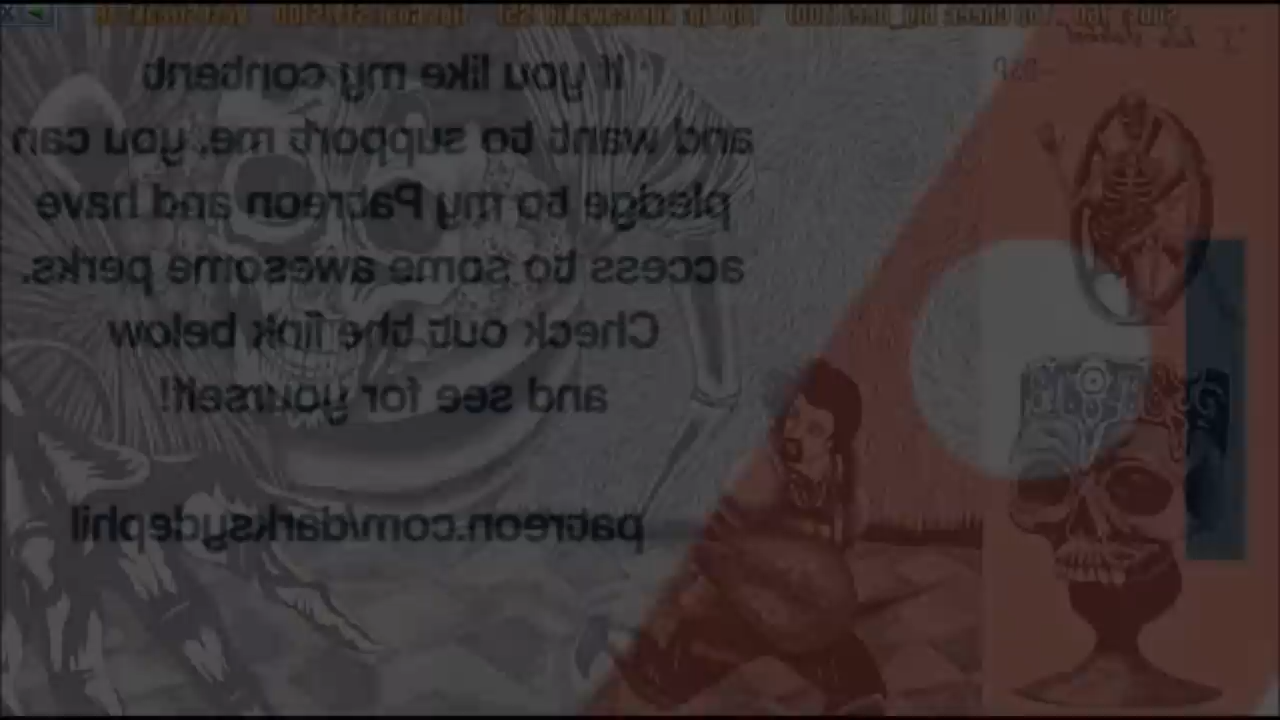 If you like my content
and want to support me, you can
pledge to my Patreon and have
access to some awesome perks.
Check out the link below
and see for yourself!
patreon.com/darksydephil